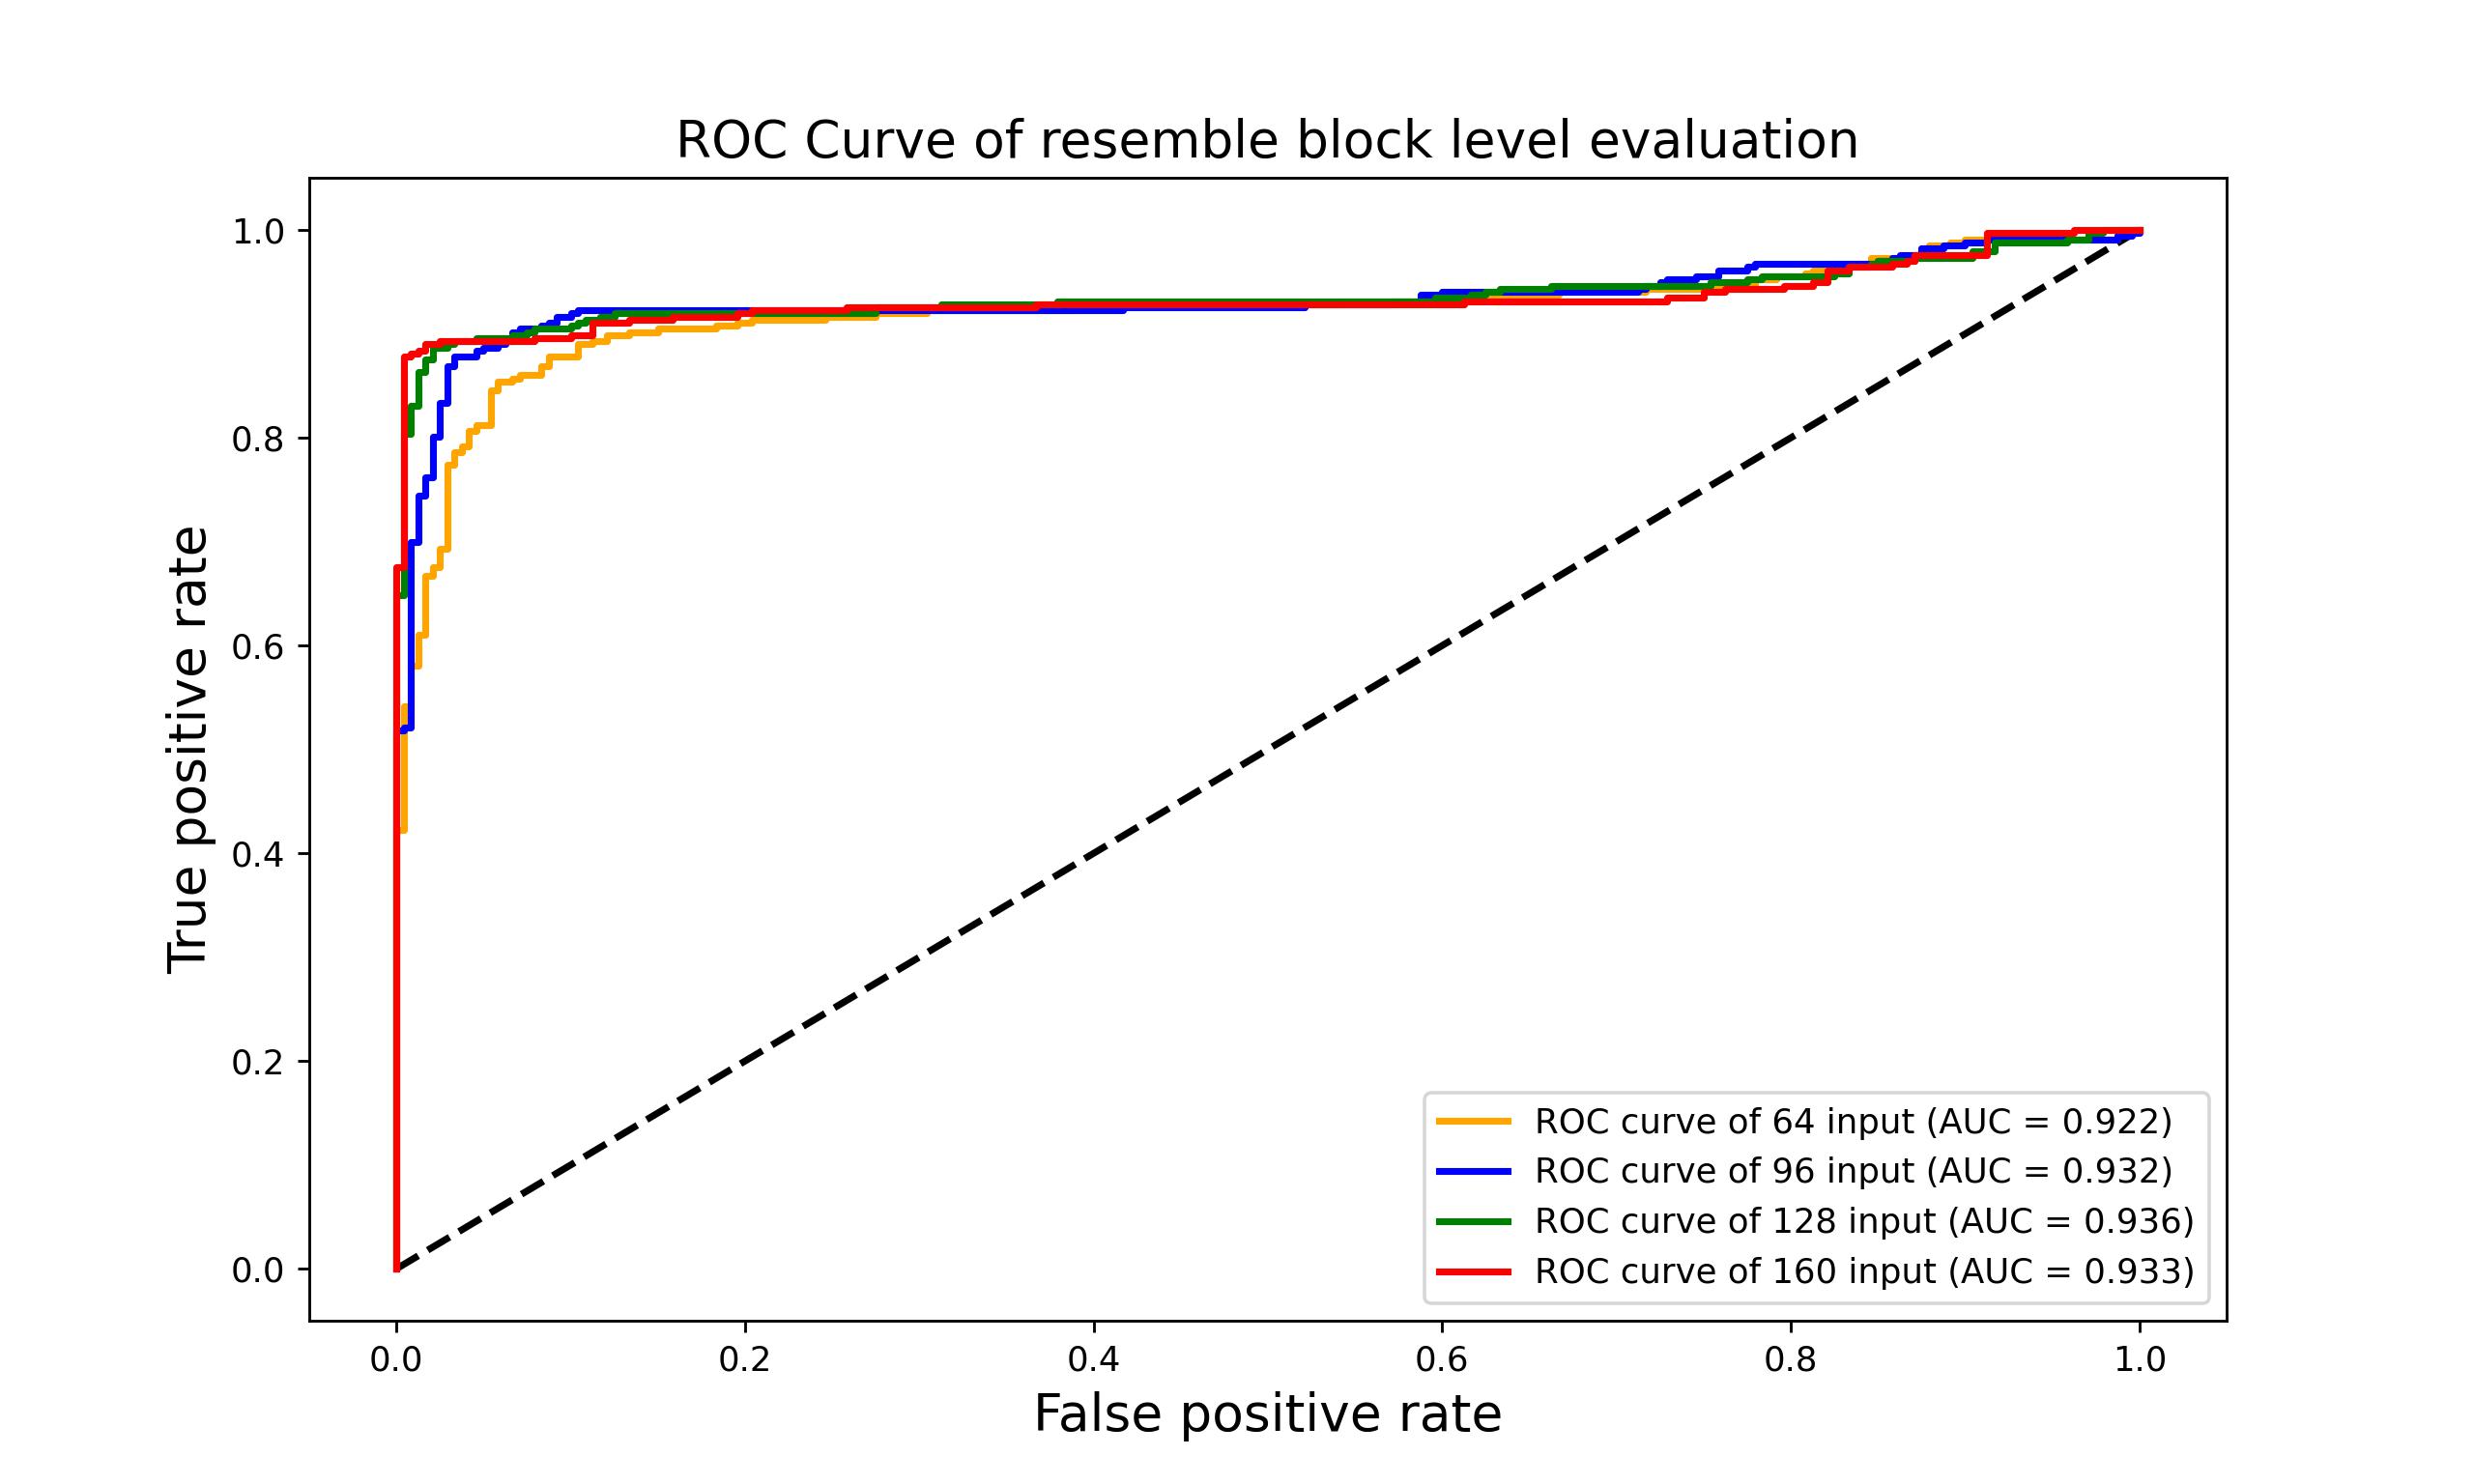 ROC Curve of resemble block level evaluation
True positive rate
1.0
0.8
0.6
0.4
0.2
0.0
ROC curve of 64 input (AUC = 0.922)
ROC curve of 96 input (AUC = 0.932)
ROC curve of 128 input (AUC = 0.936)
ROC curve of 160 input (AUC = 0.933)
0.0 0.2 0.4 0.6 0.8 1.0
False positive rate